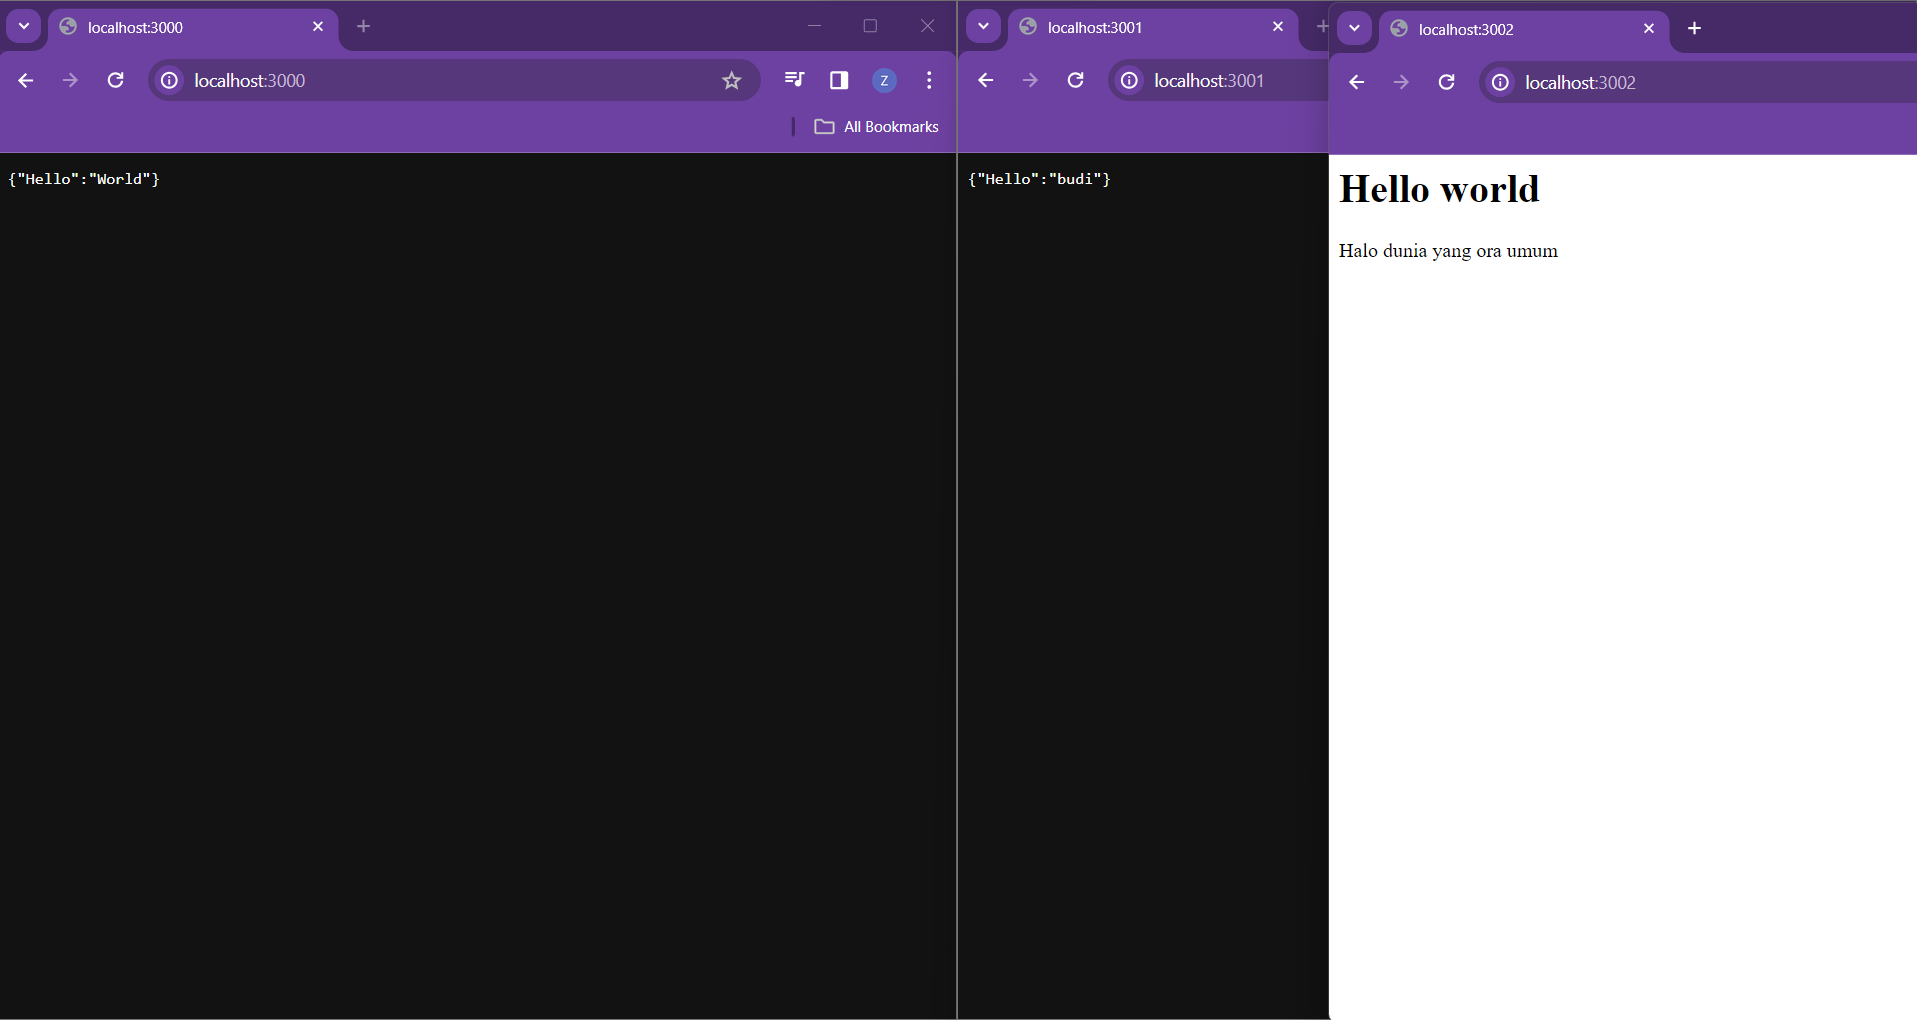 localhost:3000
localhost:3000
Z
All Bookmarks
{"Hello":"World"}
localhost:3001
localhost:3001
{"Hello":"budi"}
localhost:3002
localhost:3002
Hello world
Halo dunia yang ora umum